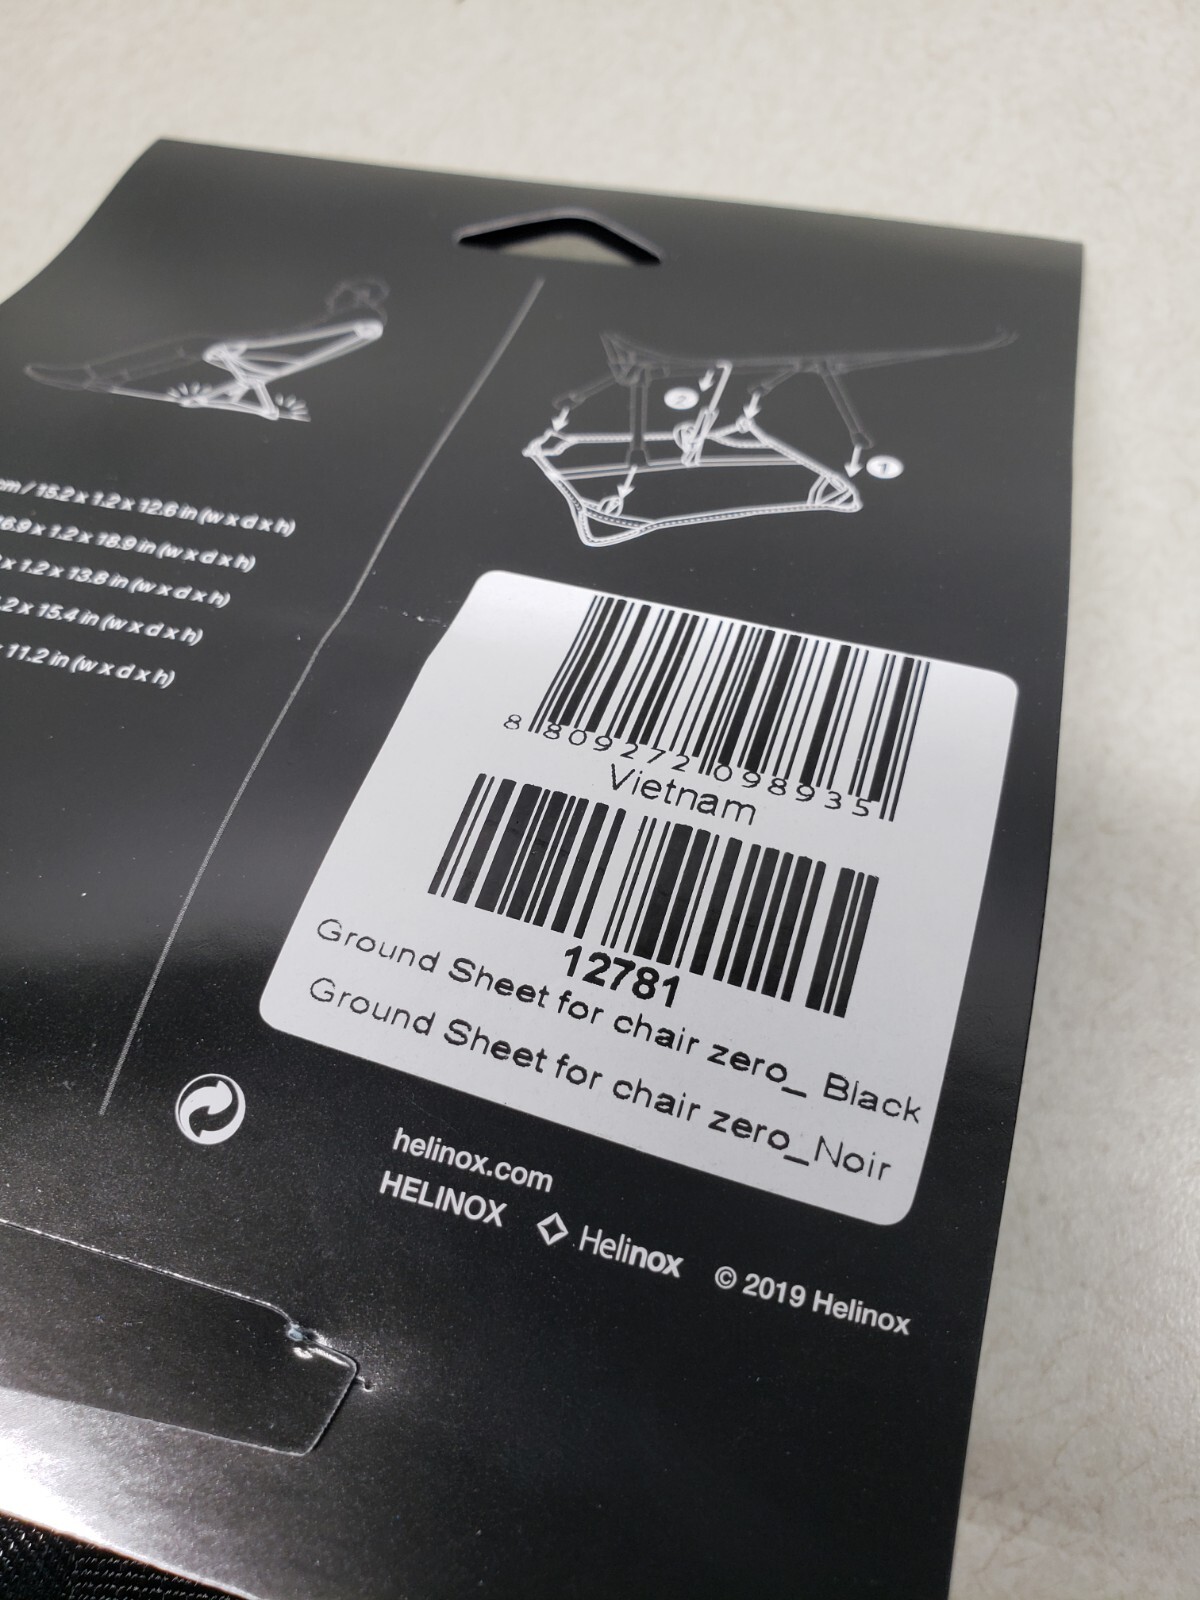 cm / 15.2 x 1.2 x 12.6 in (w x d x h)
6.9 x 1.2 x 18.9 in (w x d x h)
x 1.2 x 13.8 in (w x d x h)
.2 x 15.4 in (w x d x h)
x 11.2 in (w x d x h)
2
1
8 809272 098935
Vietnam
12781
Ground Sheet for chair zero_ Black
Ground Sheet for chair zero_Noir
helinox.com
HELINOX Helinox © 2019 Helinox